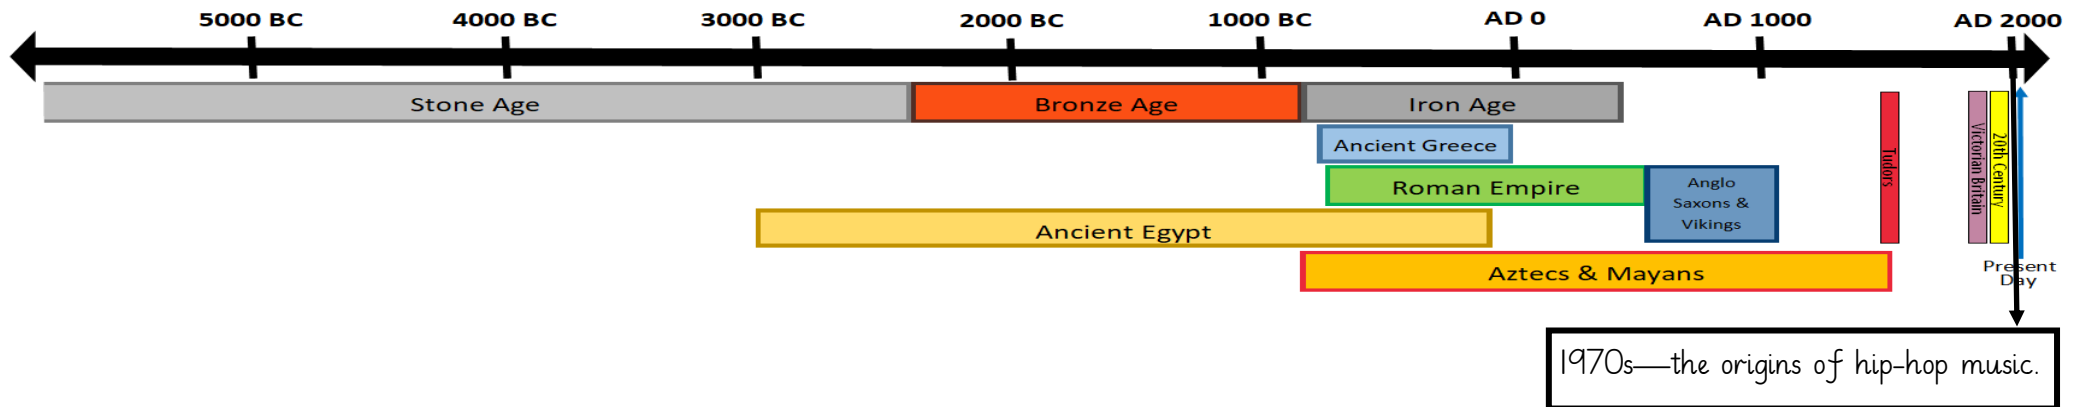 5000 BC 4000 BC 3000 BC 2000 BC 1000 BC AD 0 AD 1000 AD 2000
Stone Age Bronze Age Iron Age
Ancient Greece
Roman Empire
Anglo
Saxons &
Vikings
Tudors
Victorian Britain
20th Century
Ancient Egypt
Aztecs & Mayans
Present
Day
1970s—the origins of hip-hop music.